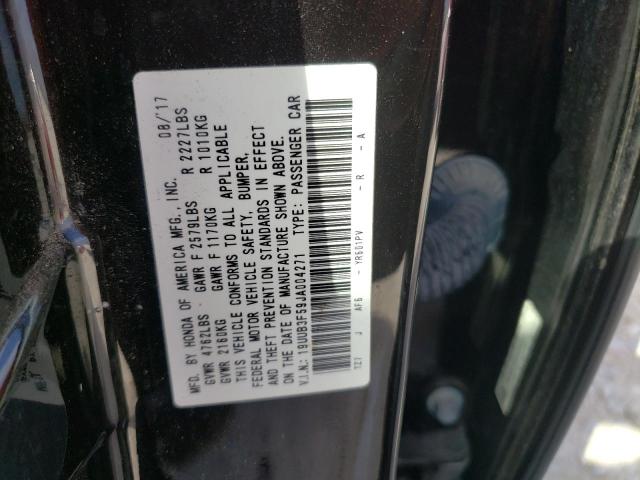 MFD. BY HONDA OF AMERICA MFG., INC. 08/'17
GVWR 4762LBS GAWR F 2579LBS R 2227LBS
GVWR 2160KG GAWR F 1170KG R 1010KG
THIS VEHICLE CONFORMS TO ALL APPLICABLE
FEDERAL MOTOR VEHICLE SAFETY, BUMPER,
AND THEFT PREVENTION STANDARDS IN EFFECT
ON THE DATE OF MANUFACTURE SHOWN ABOVE.
V.I.N.: 19UUB3F59JA004271 TYPE: PASSENGER CAR
TZ7 J AF6 - YR601PV - R - A